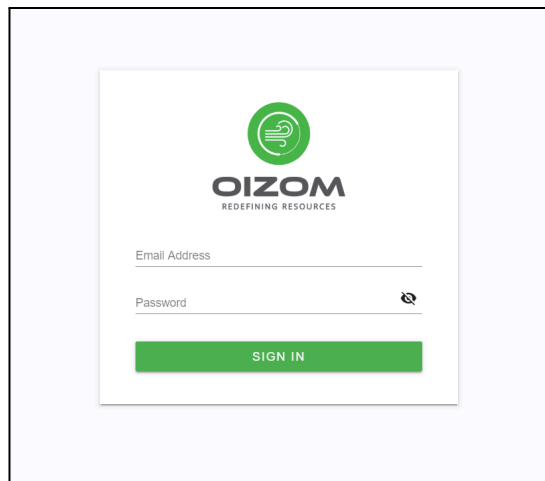 OIZOM
REDEFINING RESOURCES
Email Address
Password
SIGN IN